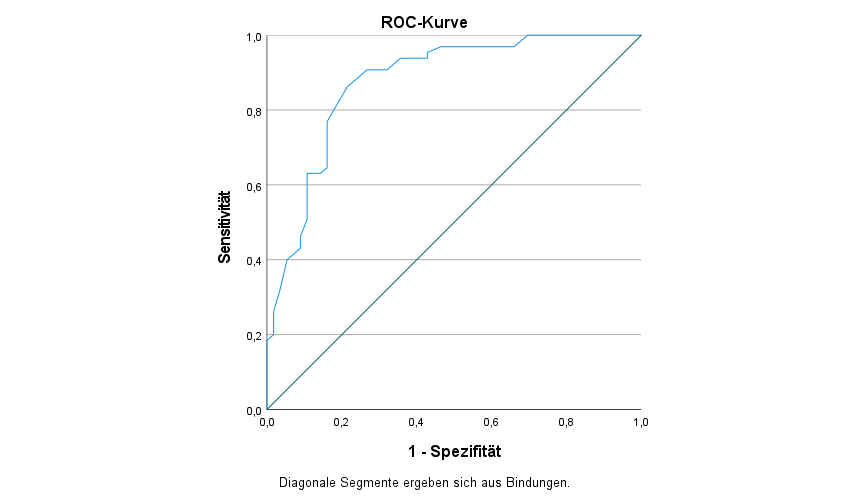 ROC-Kurve
1,0
0,8
0,6
0,4
0,2
0,0
Sensitivität
0,0 0,2 0,4 0,6 0,8 1,0
1 - Spezifität
Diagonale Segmente ergeben sich aus Bindungen.